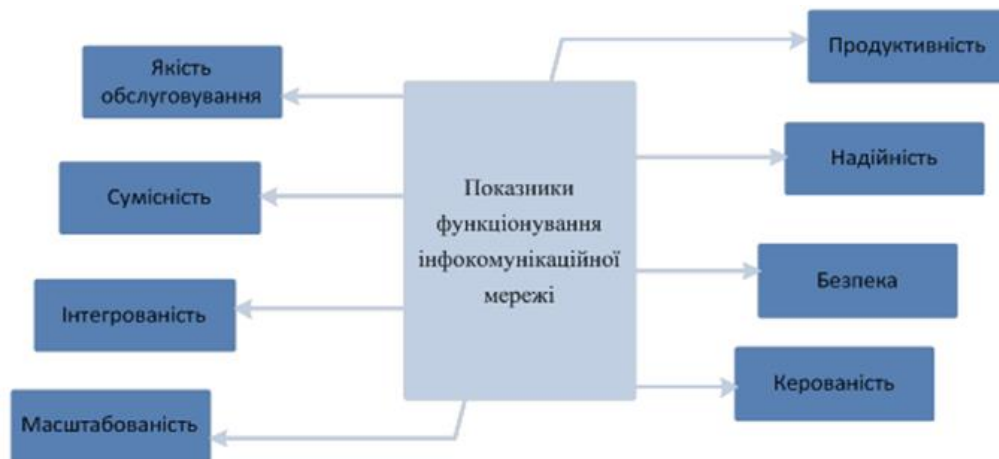 Якість
обслуговування
Сумісність
Інтегрованість
Масштабованість
Показники
функціонування
інфокомунікаційної
мережі
Продуктивність
Надійність
Безпека
Керованість